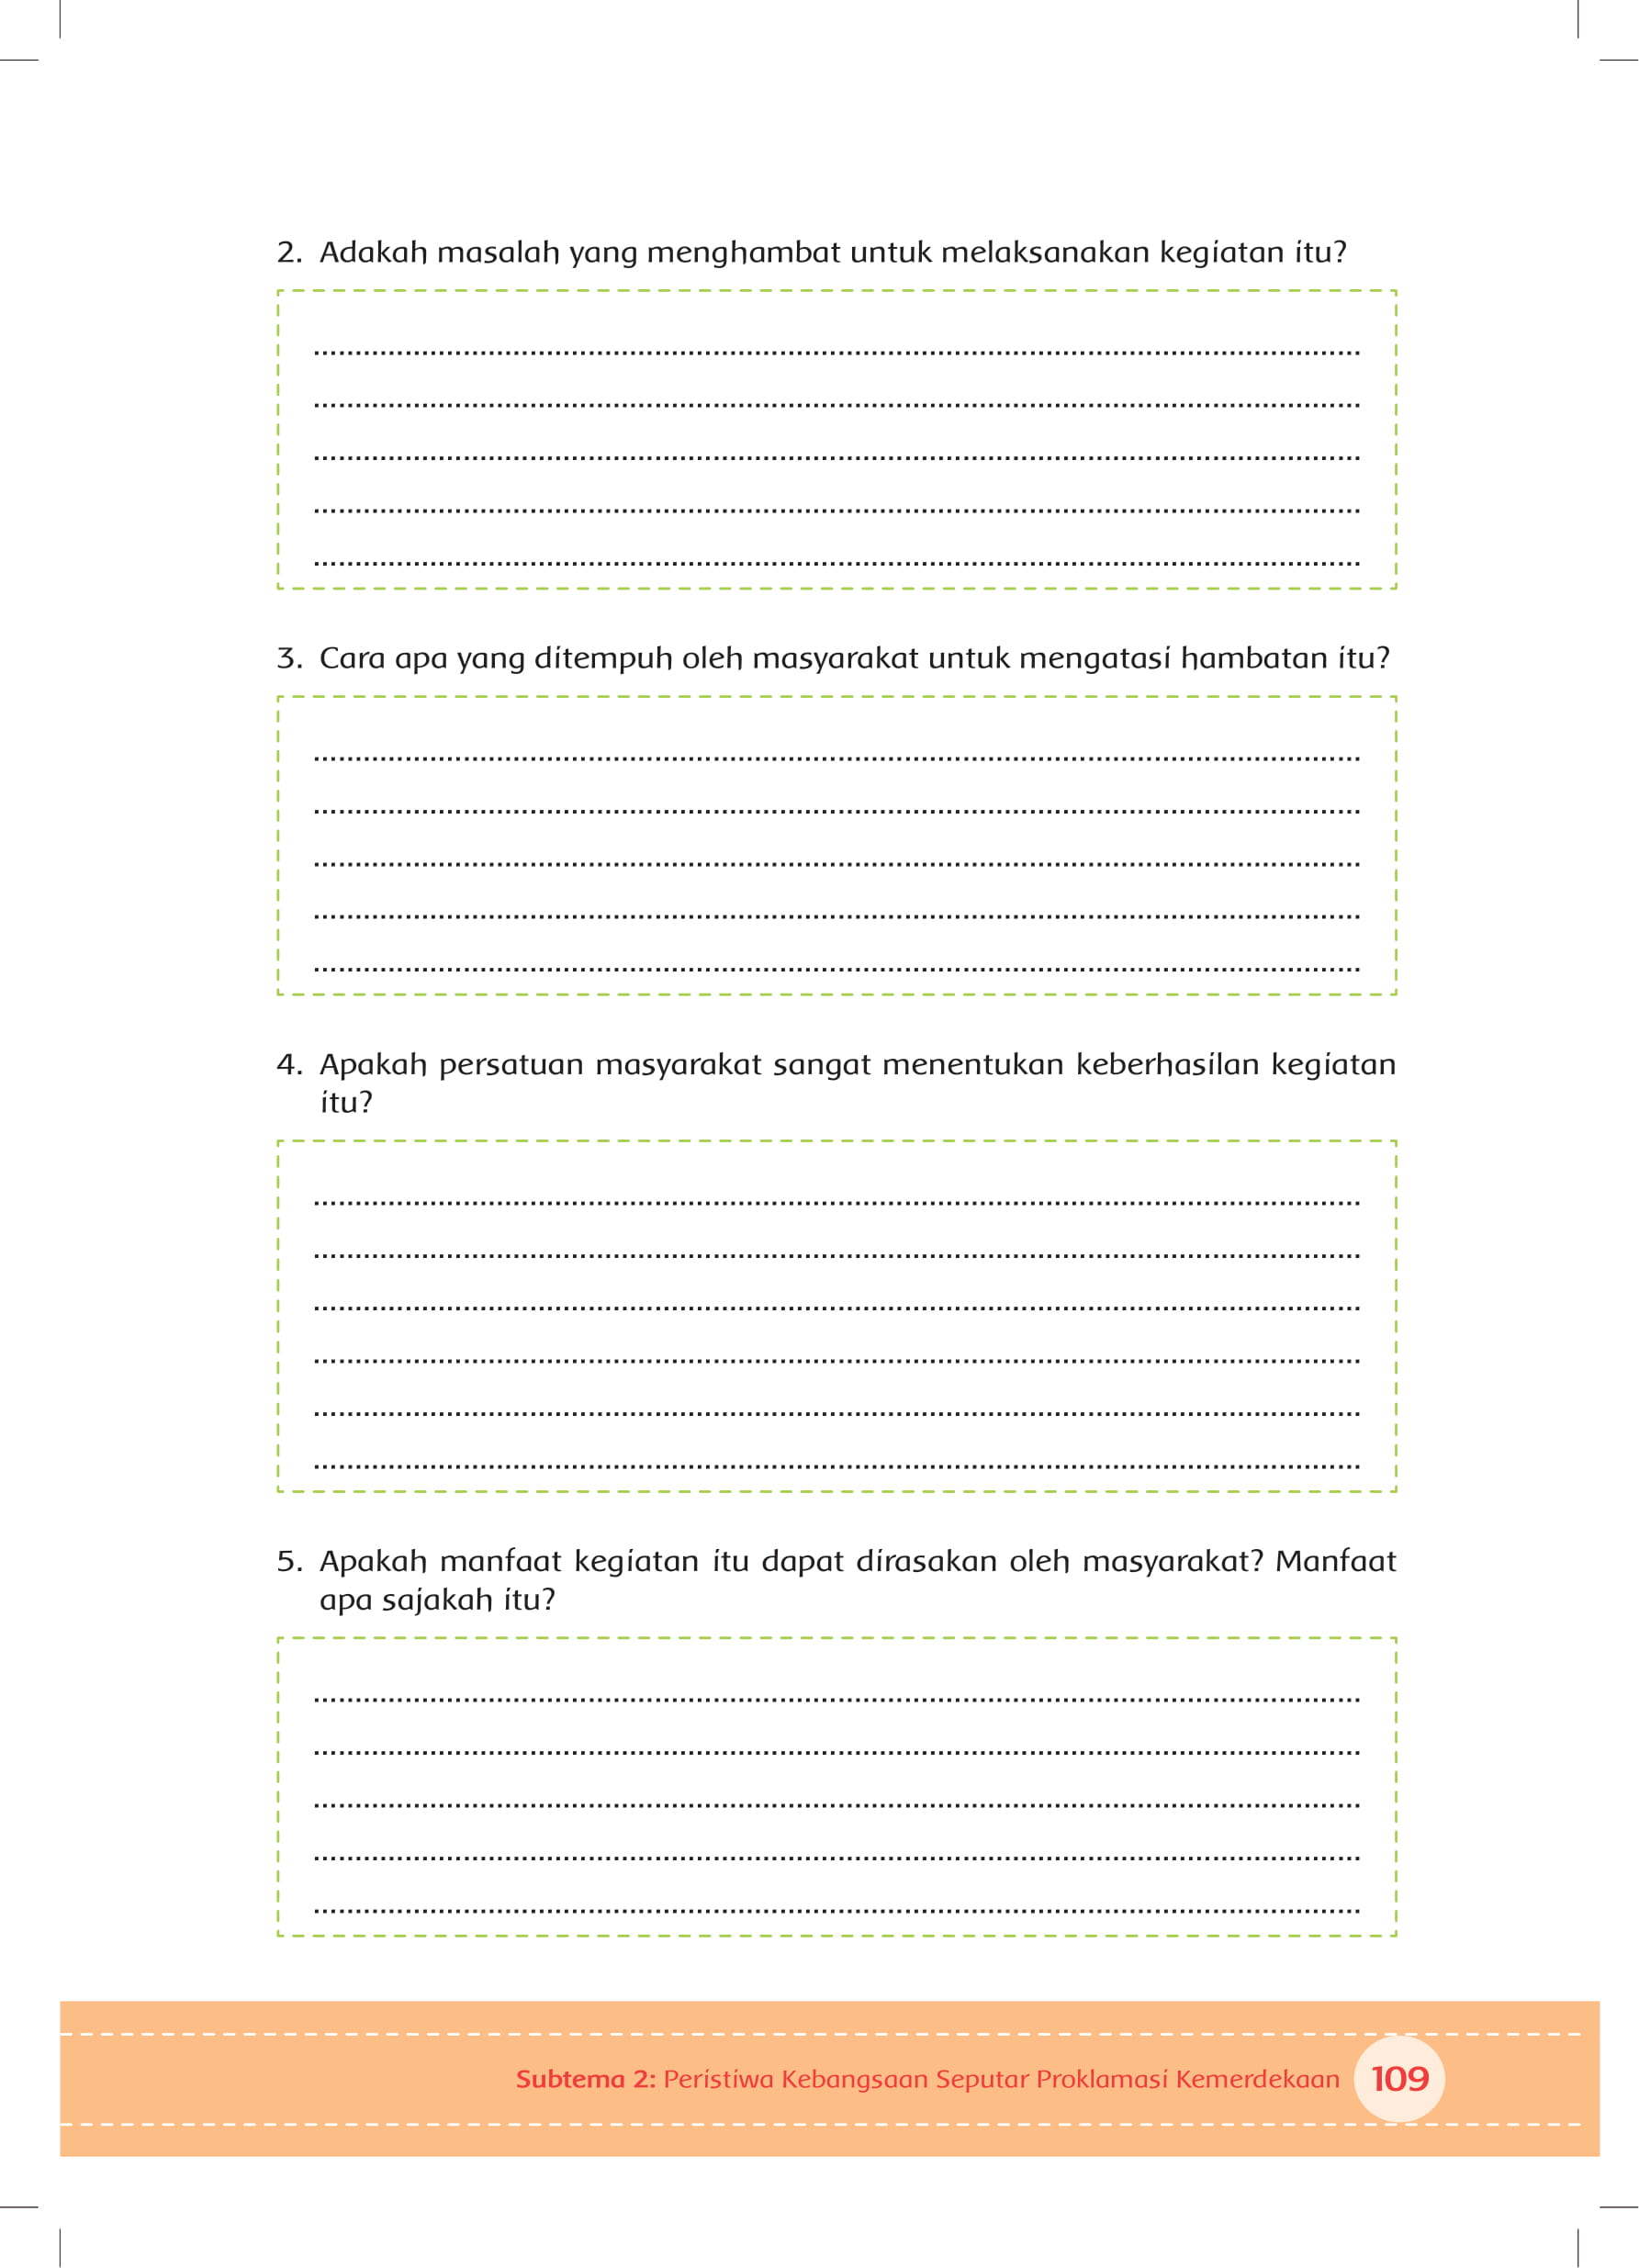 2. Adakah masalah yang menghambat untuk melaksanakan kegiatan itu?
3. Cara apa yang ditempuh oleh masyarakat untuk mengatasi hambatan itu?
4. Apakah persatuan masyarakat sangat menentukan keberhasilan kegiatan
itu?
5. Apakah manfaat kegiatan itu dapat dirasakan oleh masyarakat? Manfaat
apa sajakah itu?
Subtema 2: Peristiwa Kebangsaan Seputar Proklamasi Kemerdekaan 109